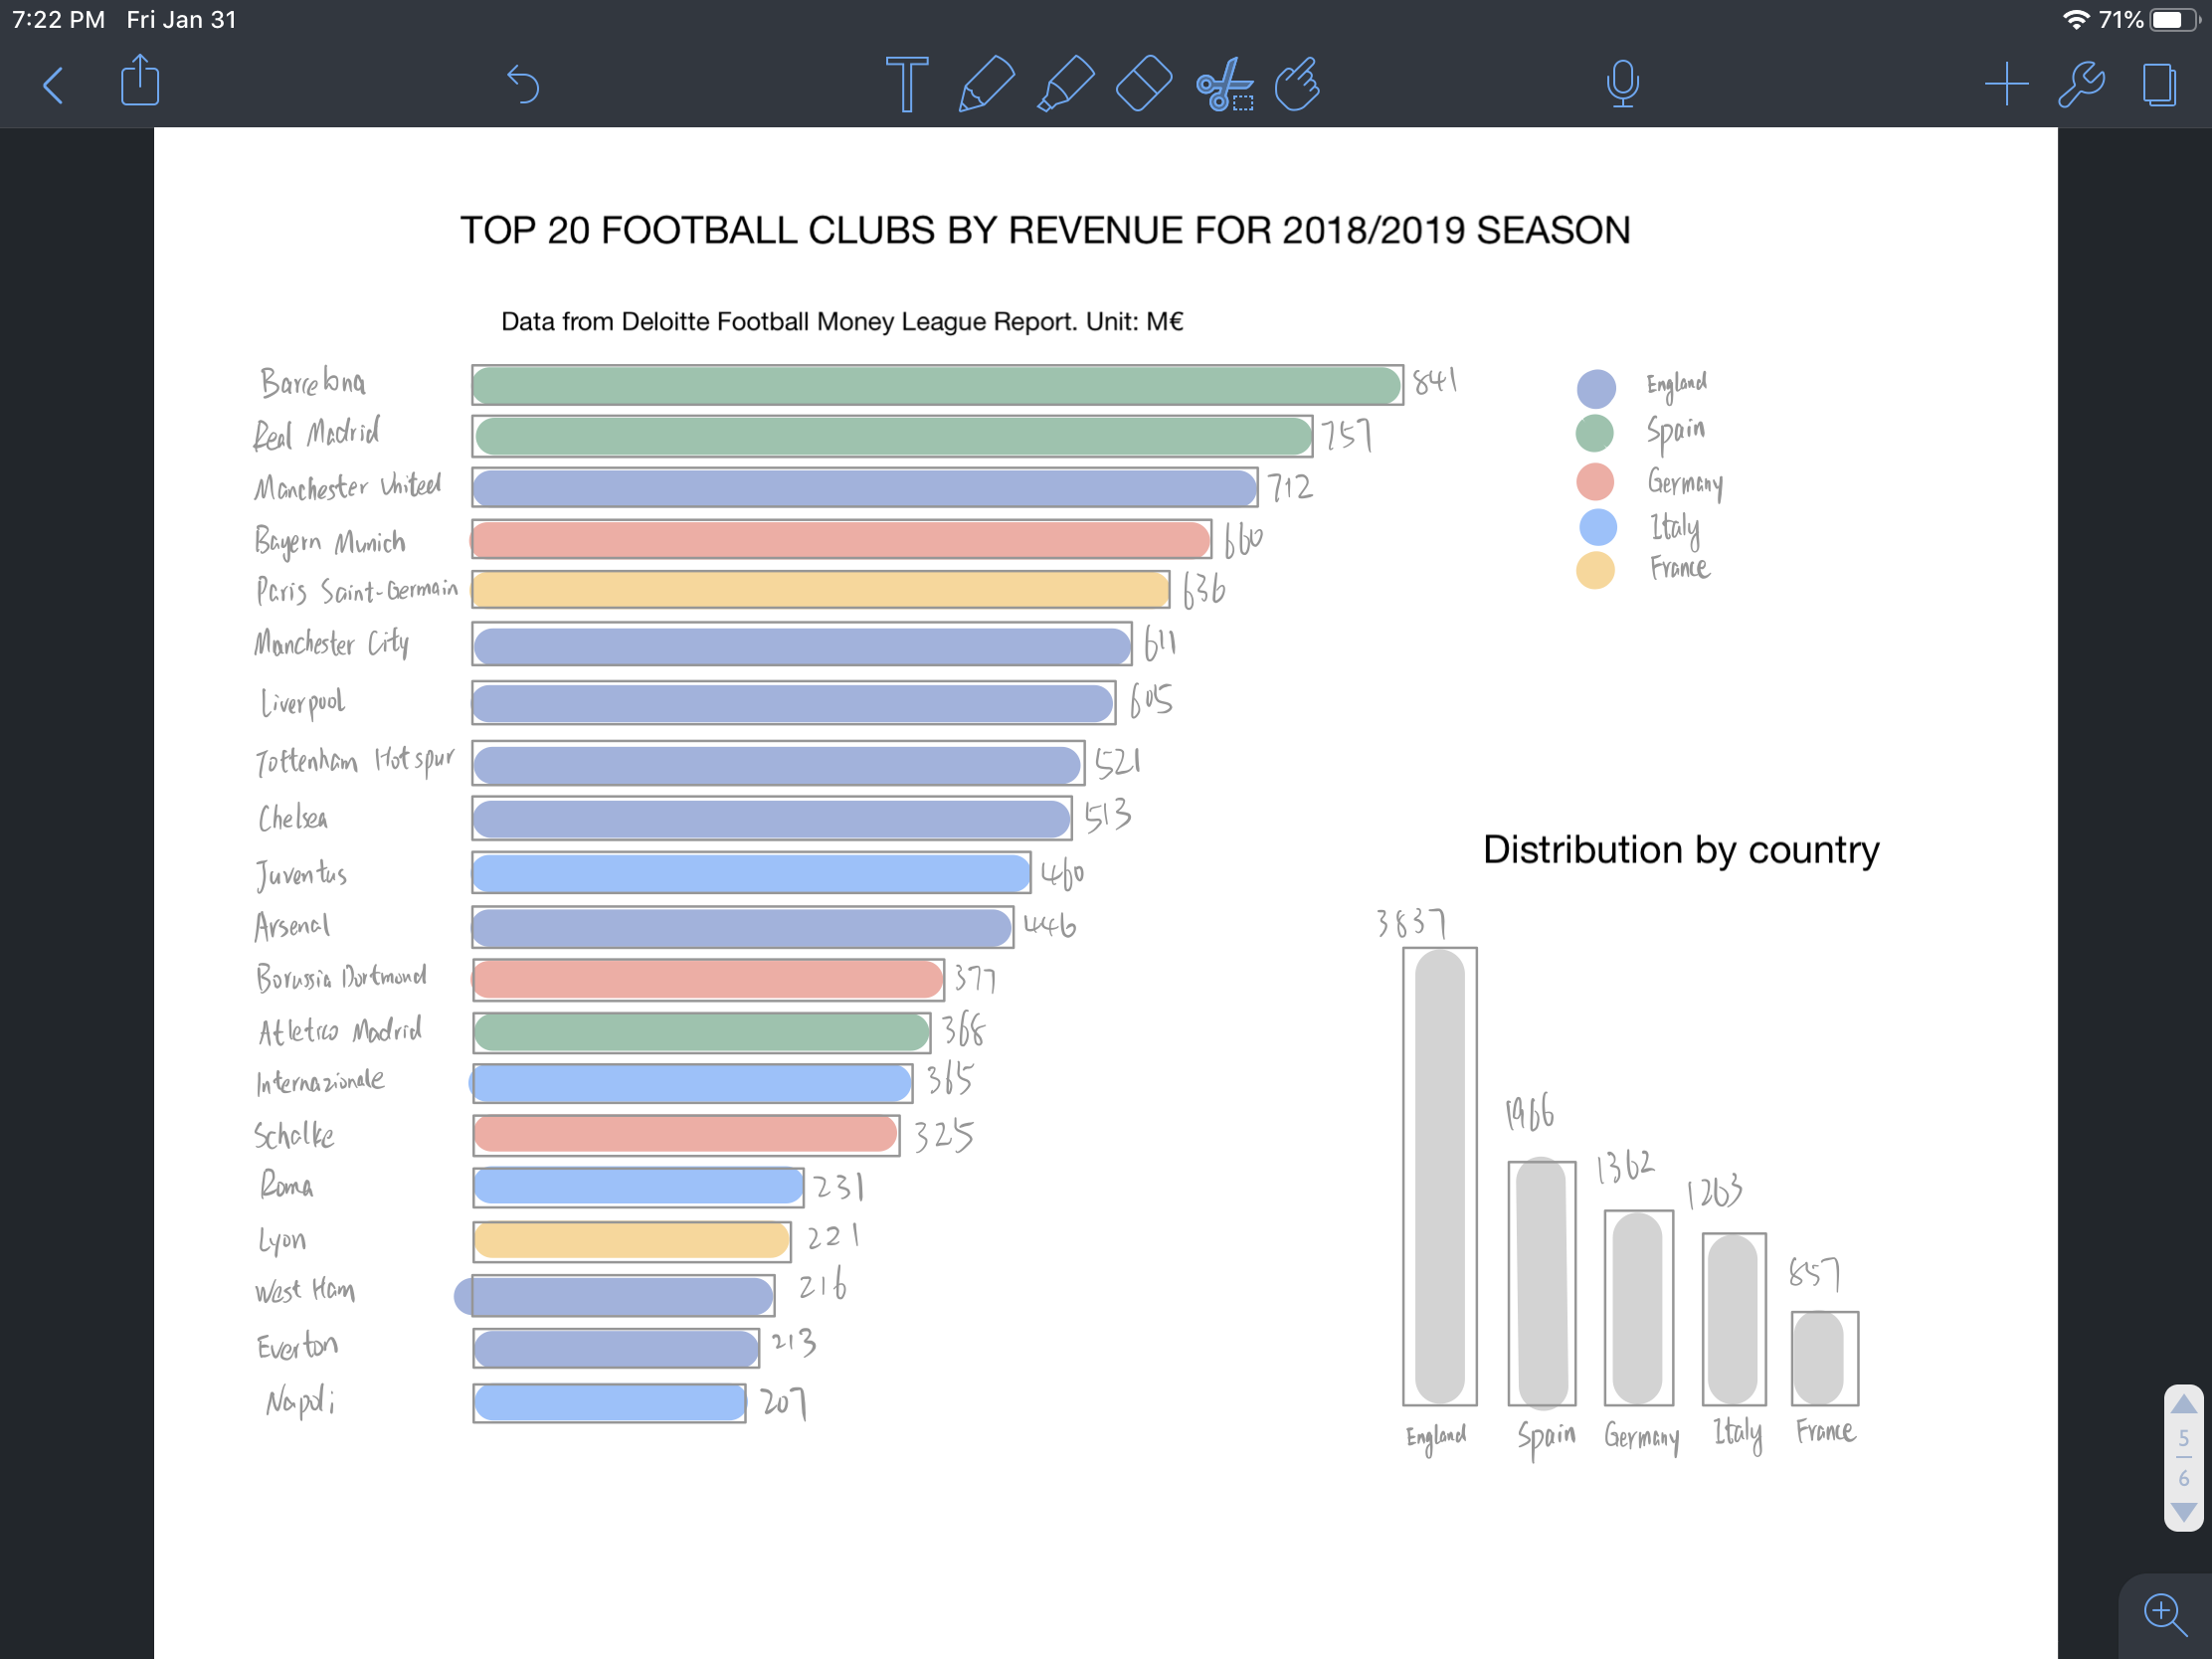 7:22 PM Fri Jan 31
71%
TOP 20 FOOTBALL CLUBS BY REVENUE FOR 2018/2019 SEASON
Data from Deloitte Football Money League Report. Unit: M€
Barcelona 841
Real Madrid 757
Manchester United 712
Bayern Munich 660
Paris Saint-Germain 636
Manchester City 611
Liverpool 605
Tottenham Hotspur 521
Chelsea 513
Juventus 460
Arsenal 446
Borussia Dortmund 377
Atletico Madrid 368
Internazionale 365
Schalke 325
Roma 231
Lyon 221
West Ham 216
Everton 213
Napoli 207
England
Spain
Germany
Italy
France
Distribution by country
3837
1966
1362
1263
857
England Spain Germany Italy France
5
6